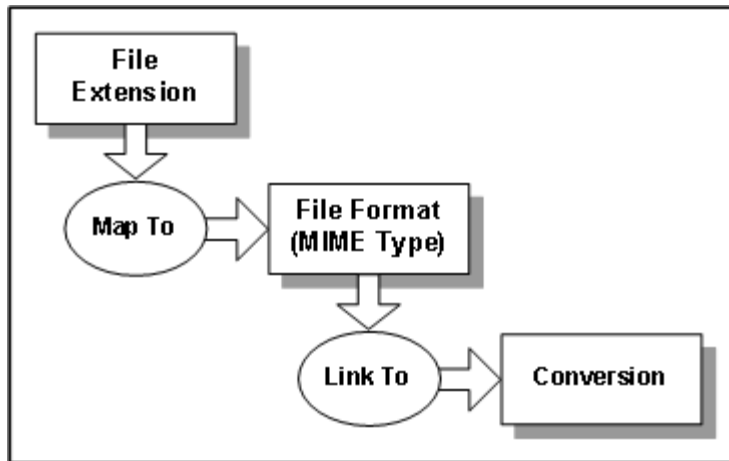 File
Extension
Map To
File Format
(MIME Type)
Link To
Conversion